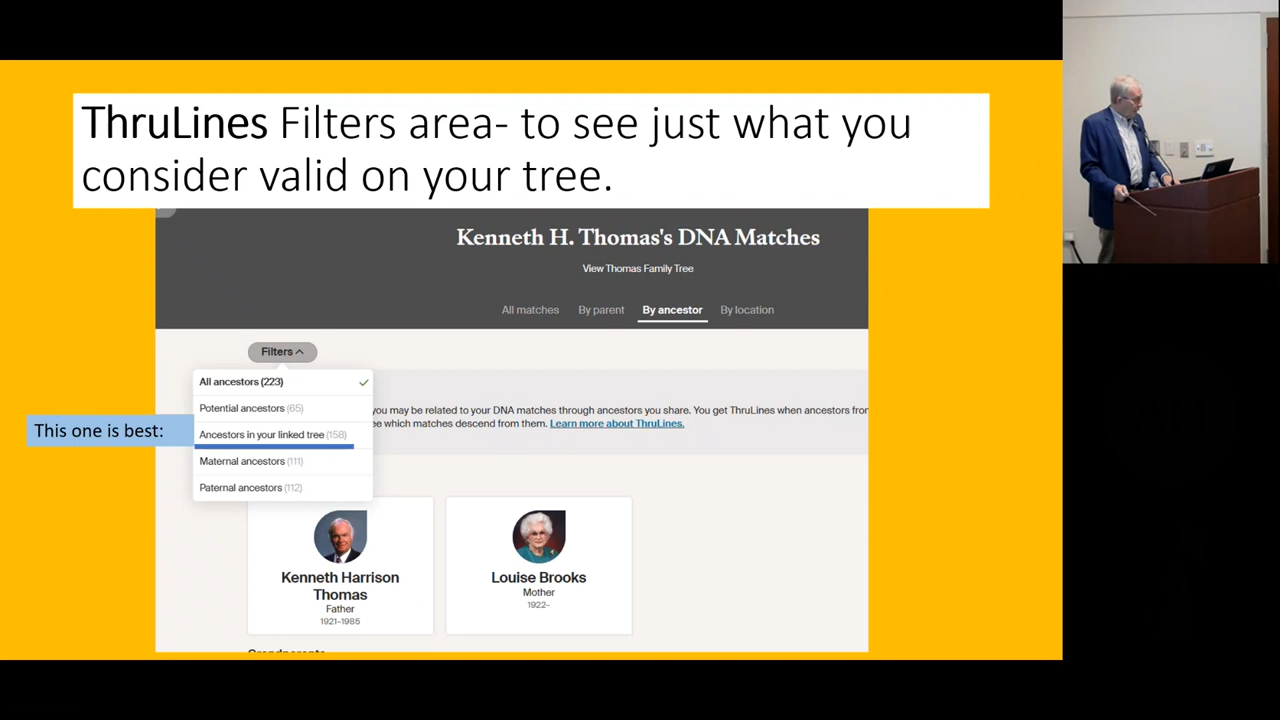 ThruLines Filters area- to see just what you
consider valid on your tree.
Kenneth H. Thomas's DNA Matches
View Thomas Family Tree
All matches By parent By ancestor By location
Filters
All ancestors (223)
Potential ancestors (65)
you may be related to your DNA matches through ancestors you share. You get ThruLines when ancestors from
This one is best:
Ancestors in your linked tree (158)
which matches descend from them. Learn more about ThruLines.
Maternal ancestors (111)
Paternal ancestors (112)
Kenneth Harrison
Thomas
Father
1921–1985
Louise Brooks
Mother
1922–